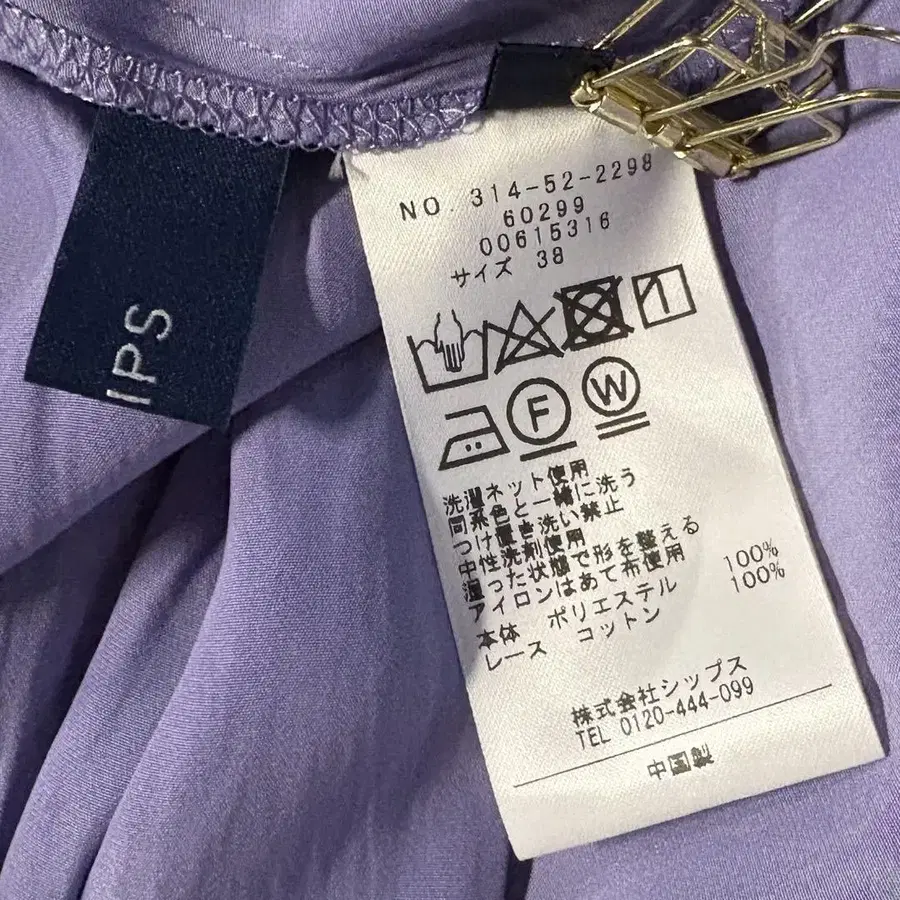 IPS
NO. 314-52-2298
60299
00615316
サイズ 38
F
W
洗濯ネット使用
同系色と一緒に洗う
つけ置き洗い禁止
中性洗剤使用
湿った状態で形を整える
アイロンはあて布使用
本体 ポリエステル 100%
レース コットン 100%
株式会社シップス
TEL 0120-444-099
中国製